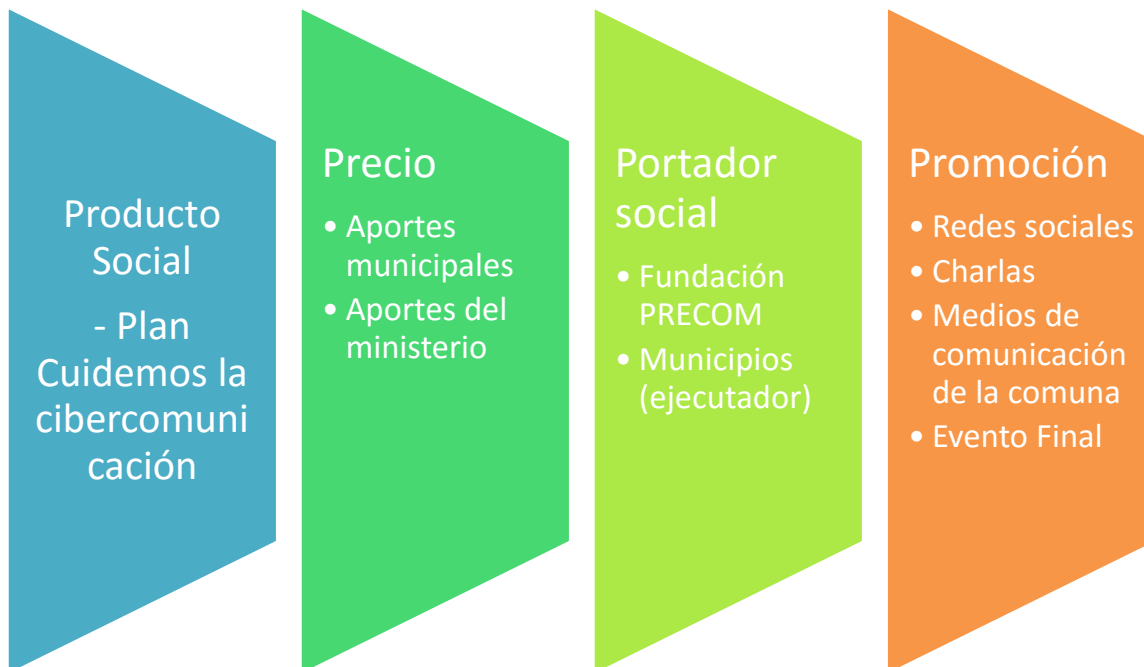 Producto
Social
- Plan
Cuidemos la
cibercomuni
cación
Precio
• Aportes
municipales
• Aportes del
ministerio
Portador
social
• Fundación
PRECOM
• Municipios
(ejecutador)
Promoción
• Redes sociales
• Charlas
• Medios de
comunicación
de la comuna
• Evento Final